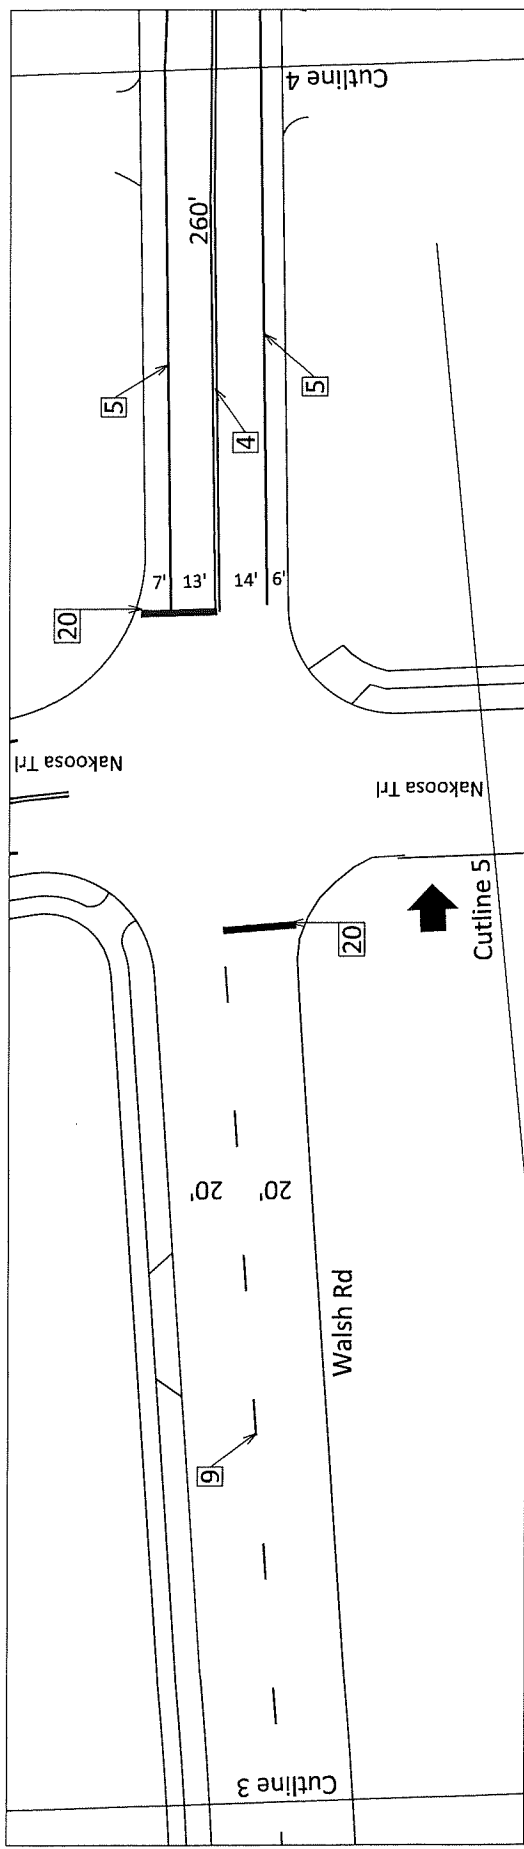 Cutline 4
260'
5
5
4
7'
13'
14'
6'
20
Nakoosa Trl
Nakoosa Trl
Cutline 5
20
20'
20'
Walsh Rd
9
Cutline 3